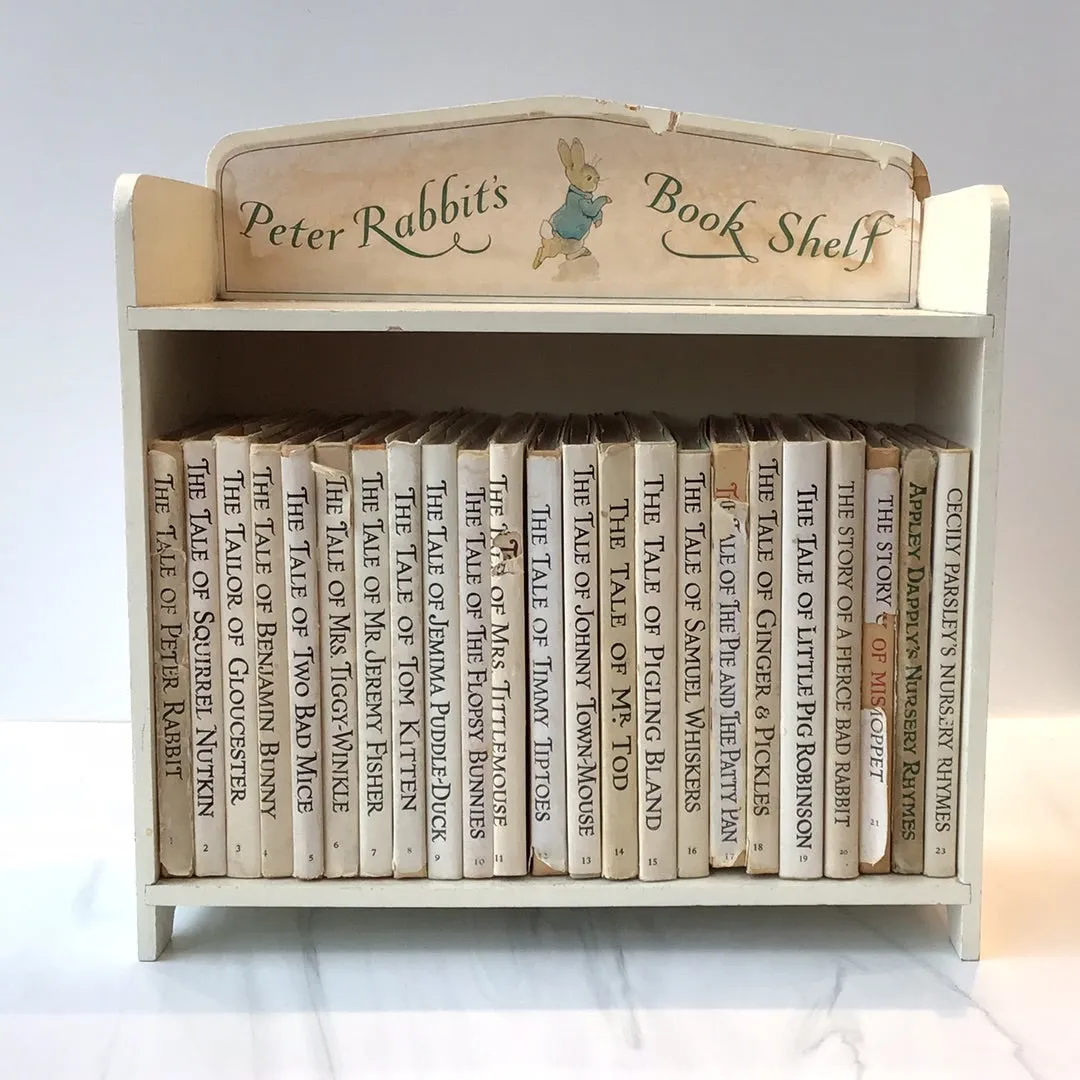 Peter Rabbit's Book Shelf
THE TALE OF PETER RABBIT
1
THE TALE OF SQUIRREL NUTKIN
2
THE TAILOR OF GLOUCESTER
3
THE TALE OF BENJAMIN BUNNY
4
THE TALE OF TWO BAD MICE
5
THE TALE OF MRS. TIGGY-WINKLE
6
THE TALE OF MR. JEREMY FISHER
7
THE TALE OF TOM KITTEN
8
THE TALE OF JEMIMA PUDDLE-DUCK
9
THE TALE OF THE FLOPSY BUNNIES
10
THE TALE OF MRS. TITTLEMOUSE
11
THE TALE OF TIMMY TIPTOES
12
THE TALE OF JOHNNY TOWN-MOUSE
13
THE TALE OF MR. TOD
14
THE TALE OF PIGLING BLAND
15
THE TALE OF SAMUEL WHISKERS
16
THE TALE OF THE PIE AND THE PATTY PAN
17
THE TALE OF GINGER & PICKLES
18
THE TALE OF LITTLE PIG ROBINSON
19
THE STORY OF A FIERCE BAD RABBIT
20
THE STORY OF MISS MOPPET
21
APPLEY DAPPLY'S NURSERY RHYMES
CECILY PARSLEY'S NURSERY RHYMES
23